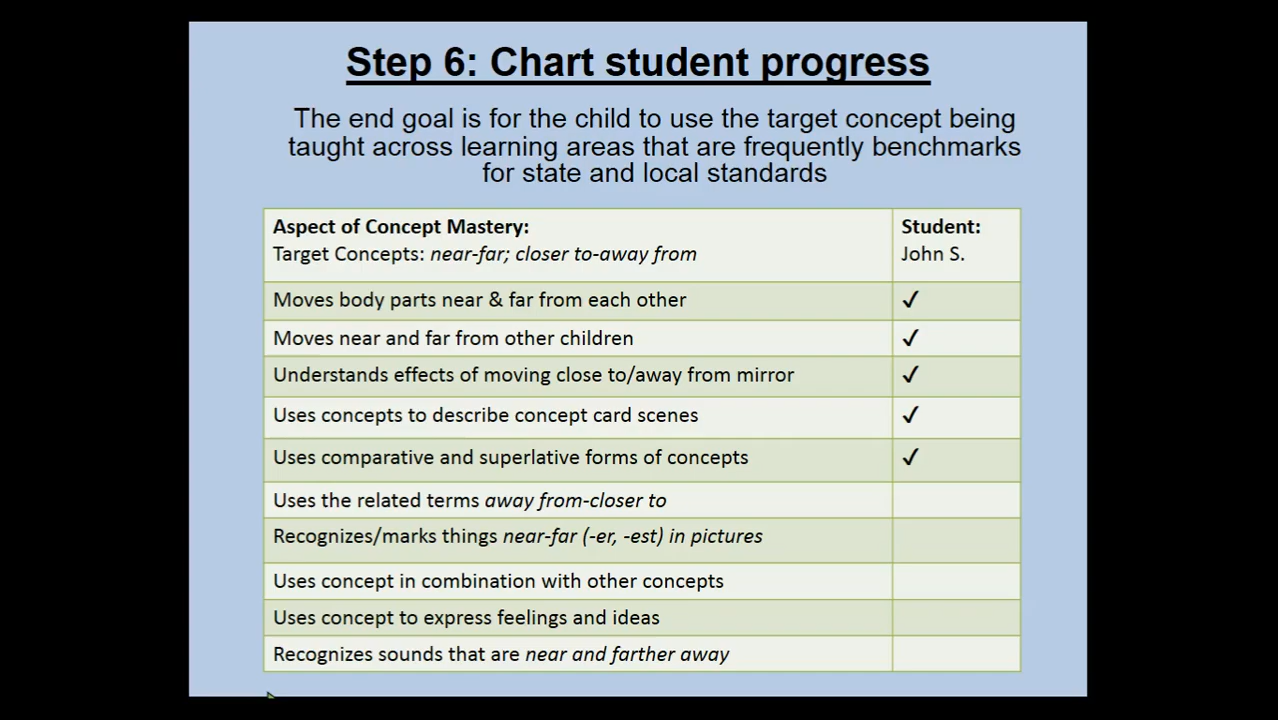 Step 6: Chart student progress
The end goal is for the child to use the target concept being
taught across learning areas that are frequently benchmarks
for state and local standards
Aspect of Concept Mastery: Student:
Target Concepts: near-far; closer to-away from John S.
Moves body parts near & far from each other ✓
Moves near and far from other children ✓
Understands effects of moving close to/away from mirror ✓
Uses concepts to describe concept card scenes ✓
Uses comparative and superlative forms of concepts ✓
Uses the related terms away from-closer to
Recognizes/marks things near-far (-er, -est) in pictures
Uses concept in combination with other concepts
Uses concept to express feelings and ideas
Recognizes sounds that are near and farther away